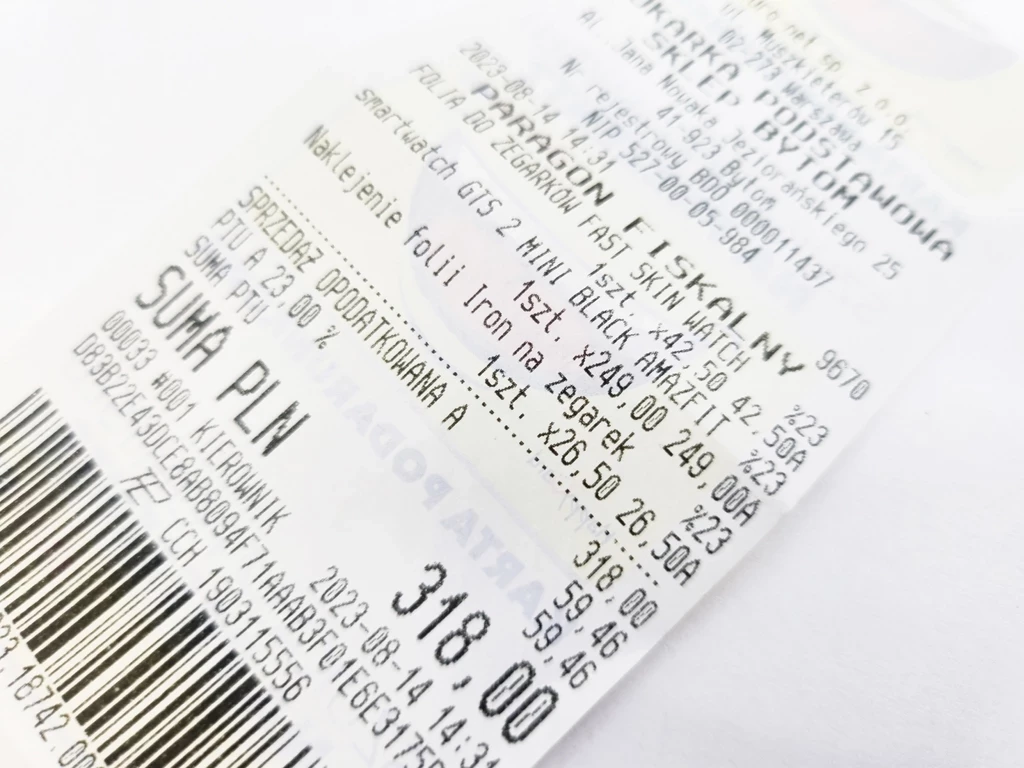 uro-net sp. z o.o.
ul. Muszkieterów 15
02-273 Warszawa
SKLEP PODSTAWOWA
BYTOM
Al. Jana Nowaka Jeziorańskiego 25
41-923 Bytom
Nr rejestrowy BDO 000011437
NIP 527-00-05-984
2023-08-14 14:31 9670
PARAGON FISKALNY
FOLIA DO ZEGARKÓW FAST SKIN WATCH %23
1szt. x42,50 42,50A
smartwatch GTS 2 MINI BLACK AMAZFIT %23
1szt. x249,00 249,00A
Naklejenie folii Iron na zegarek %23
1szt. x26,50 26,50A
SPRZEDAŻ OPODATKOWANA A 318,00
PTU A 23,00 % 59,46
SUMA PTU 59,46
SUMA PLN 318,00
00033 #001 KIEROWNIK 2023-08-14 14:31
D83B22E430CE8AB8094F71AAAB3F01E6E3175
CCH 1903115556